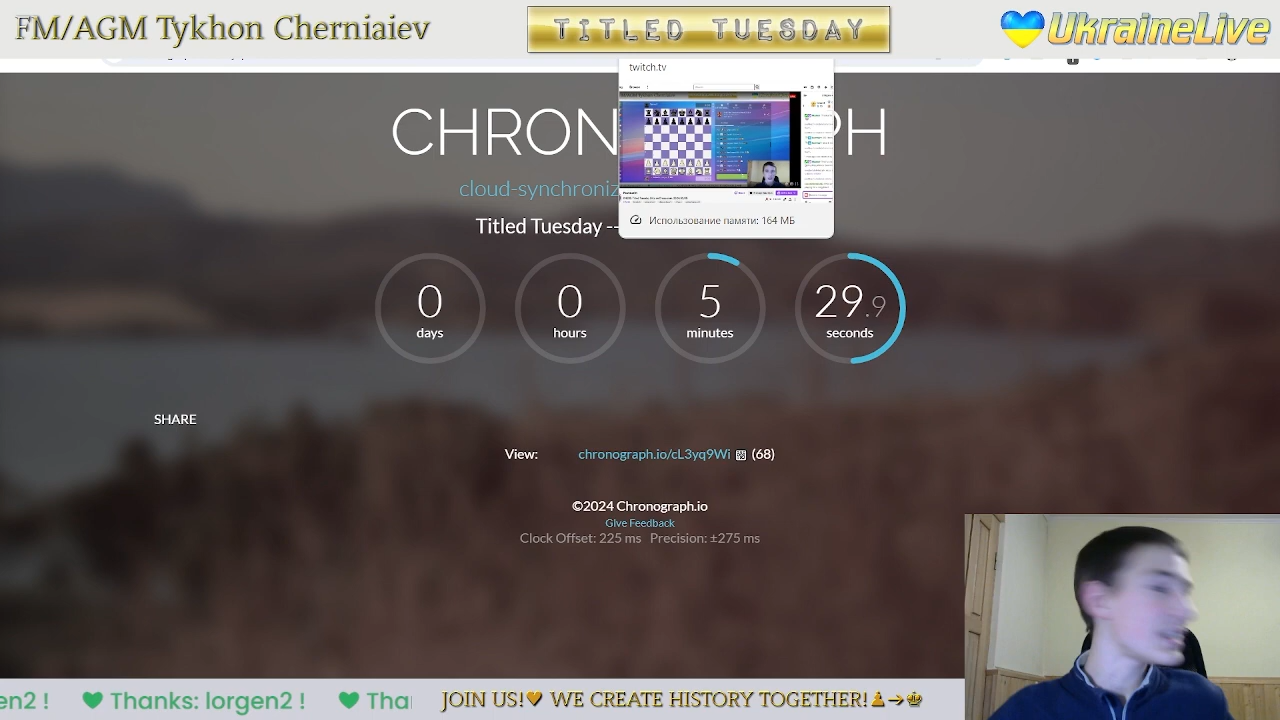 FM/AGM Tykhon Cherniaiev
TITLED TUESDAY
UkraineLive
twitch.tv
CHRON PH
cloud-synchroniz
Использование памяти: 164 МБ
Titled Tuesday --
0 days
0 hours
5 minutes
29.9 seconds
SHARE
View: chronograph.io/cL3yq9Wi (68)
©2024 Chronograph.io
Give Feedback
Clock Offset: 225 ms Precision: ±275 ms
en2 ! Thanks: lorgen2 ! Tha
JOIN US! WE CREATE HISTORY TOGETHER!